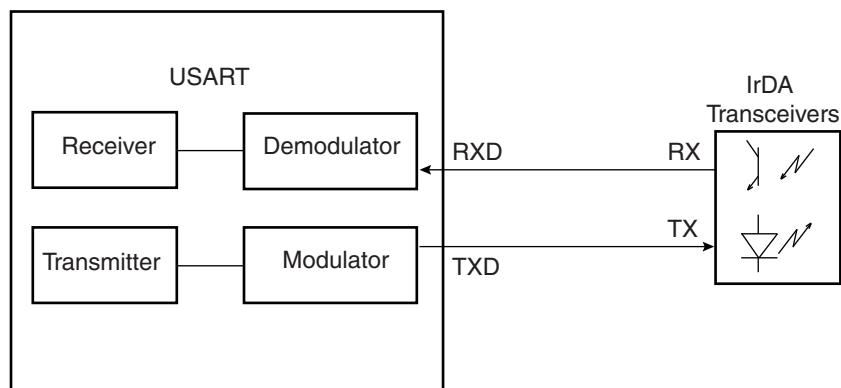 USART
IrDA
Transceivers
Receiver
Demodulator
RXD
RX
Transmitter
Modulator
TXD
TX